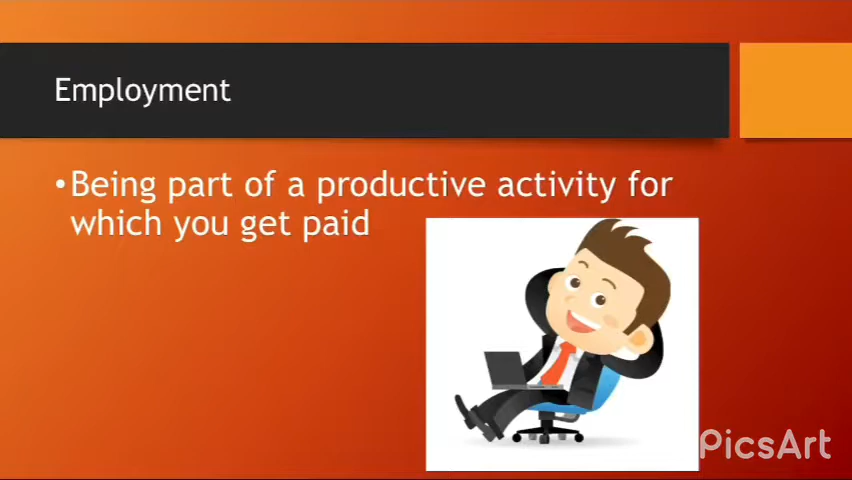 Employment
•Being part of a productive activity for
which you get paid
PicsArt